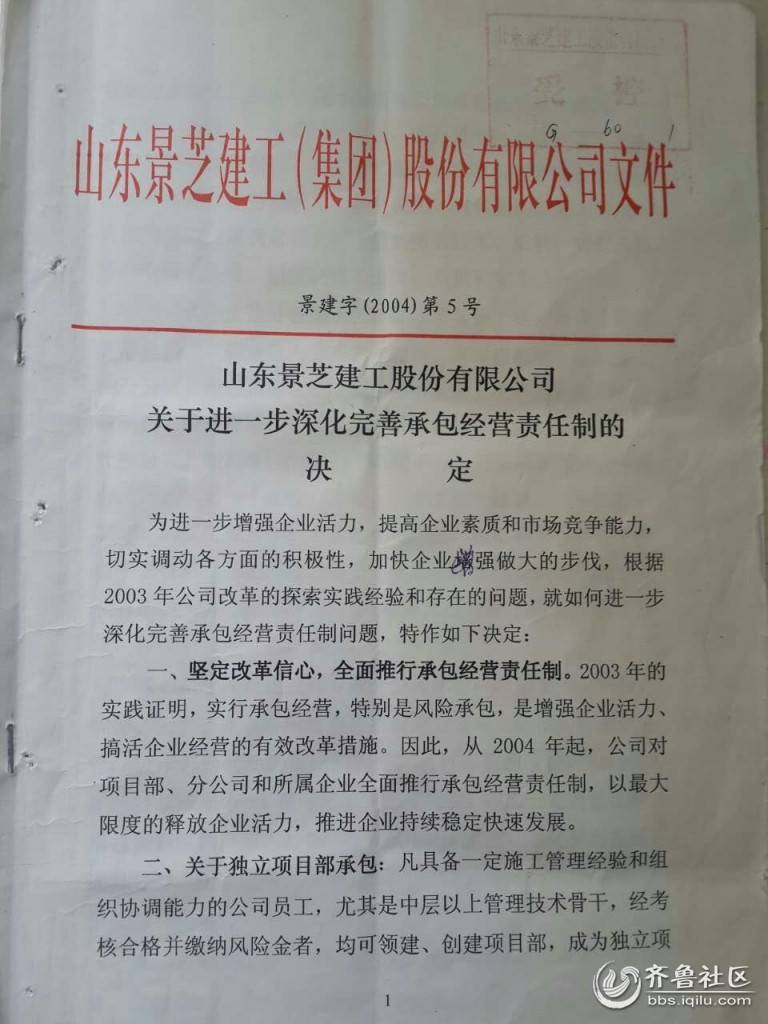 受控
G 60 1
山东景芝建工(集团)股份有限公司文件
景建字(2004)第5号
山东景芝建工股份有限公司
关于进一步深化完善承包经营责任制的
决 定
为进一步增强企业活力，提高企业素质和市场竞争能力，
切实调动各方面的积极性，加快企业增强做大的步伐，根据
2003年公司改革的探索实践经验和存在的问题，就如何进一步
深化完善承包经营责任制问题，特作如下决定：
一、坚定改革信心，全面推行承包经营责任制。2003年的
实践证明，实行承包经营，特别是风险承包，是增强企业活力、
搞活企业经营的有效改革措施。因此，从2004年起，公司对
项目部、分公司和所属企业全面推行承包经营责任制，以最大
限度的释放企业活力，推进企业持续稳定快速发展。
二、关于独立项目部承包：凡具备一定施工管理经验和组
织协调能力的公司员工，尤其是中层以上管理技术骨干，经考
核合格并缴纳风险金者，均可领建、创建项目部，成为独立项
1
齐鲁社区
bbs.iqilu.com